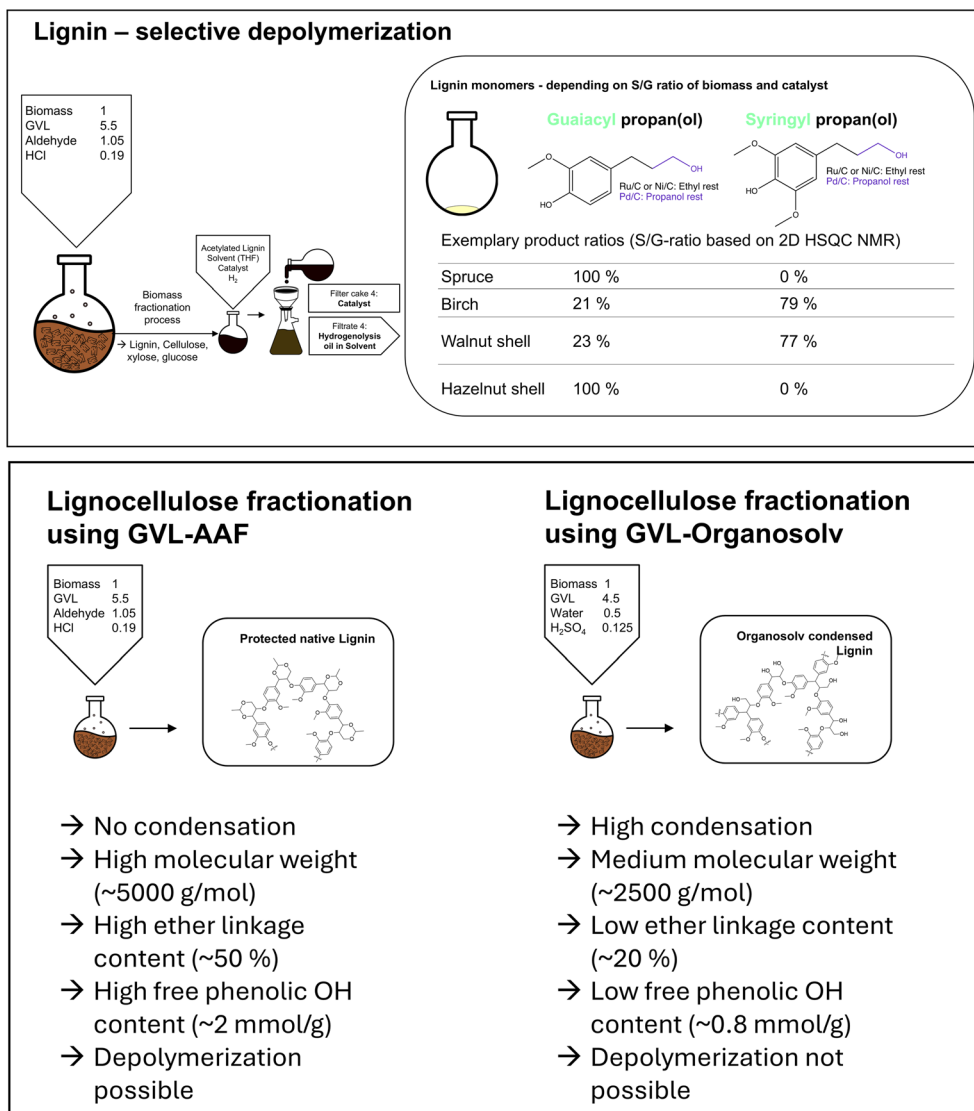 Lignin – selective depolymerization
Biomass 1
GVL 5.5
Aldehyde 1.05
HCl 0.19
Biomass
fractionation
process
→ Lignin, Cellulose,
xylose, glucose
Acetylated Lignin
Solvent (THF)
Catalyst
H₂
Filter cake 4:
Catalyst
Filtrate 4:
Hydrogenolysis
oil in Solvent
Lignin monomers - depending on S/G ratio of biomass and catalyst
Guaiacyl propan(ol)
O
HO
OH
Ru/C or Ni/C: Ethyl rest
Pd/C: Propanol rest
Syringyl propan(ol)
O
HO
O
OH
Ru/C or Ni/C: Ethyl rest
Pd/C: Propanol rest
Exemplary product ratios (S/G-ratio based on 2D HSQC NMR)
Spruce 100 % 0 %
Birch 21 % 79 %
Walnut shell 23 % 77 %
Hazelnut shell 100 % 0 %
Lignocellulose fractionation
using GVL-AAF
Biomass 1
GVL 5.5
Aldehyde 1.05
HCl 0.19
Protected native Lignin
→ No condensation
→ High molecular weight
(~5000 g/mol)
→ High ether linkage
content (~50 %)
→ High free phenolic OH
content (~2 mmol/g)
→ Depolymerization
possible
Lignocellulose fractionation
using GVL-Organosolv
Biomass 1
GVL 4.5
Water 0.5
H₂SO₄ 0.125
Organosolv condensed
Lignin
→ High condensation
→ Medium molecular weight
(~2500 g/mol)
→ Low ether linkage content
(~20 %)
→ Low free phenolic OH
content (~0.8 mmol/g)
→ Depolymerization not
possible